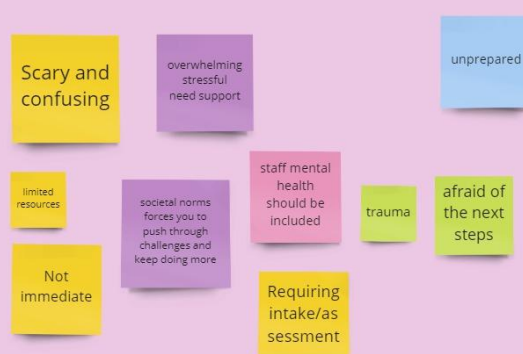 Scary and
confusing
overwhelming
stressful
need support
unprepared
limited
resources
societal norms
forces you to
push through
challenges and
keep doing more
staff mental
health
should be
included
trauma
afraid of
the next
steps
Not
immediate
Requiring
intake/as
sessment